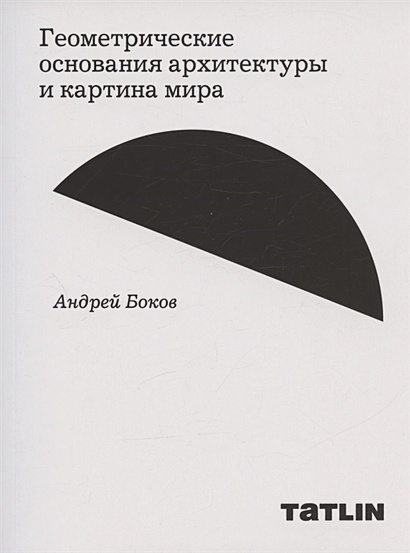 Геометрические
основания архитектуры
и картина мира
Андрей Боков
TATLIN